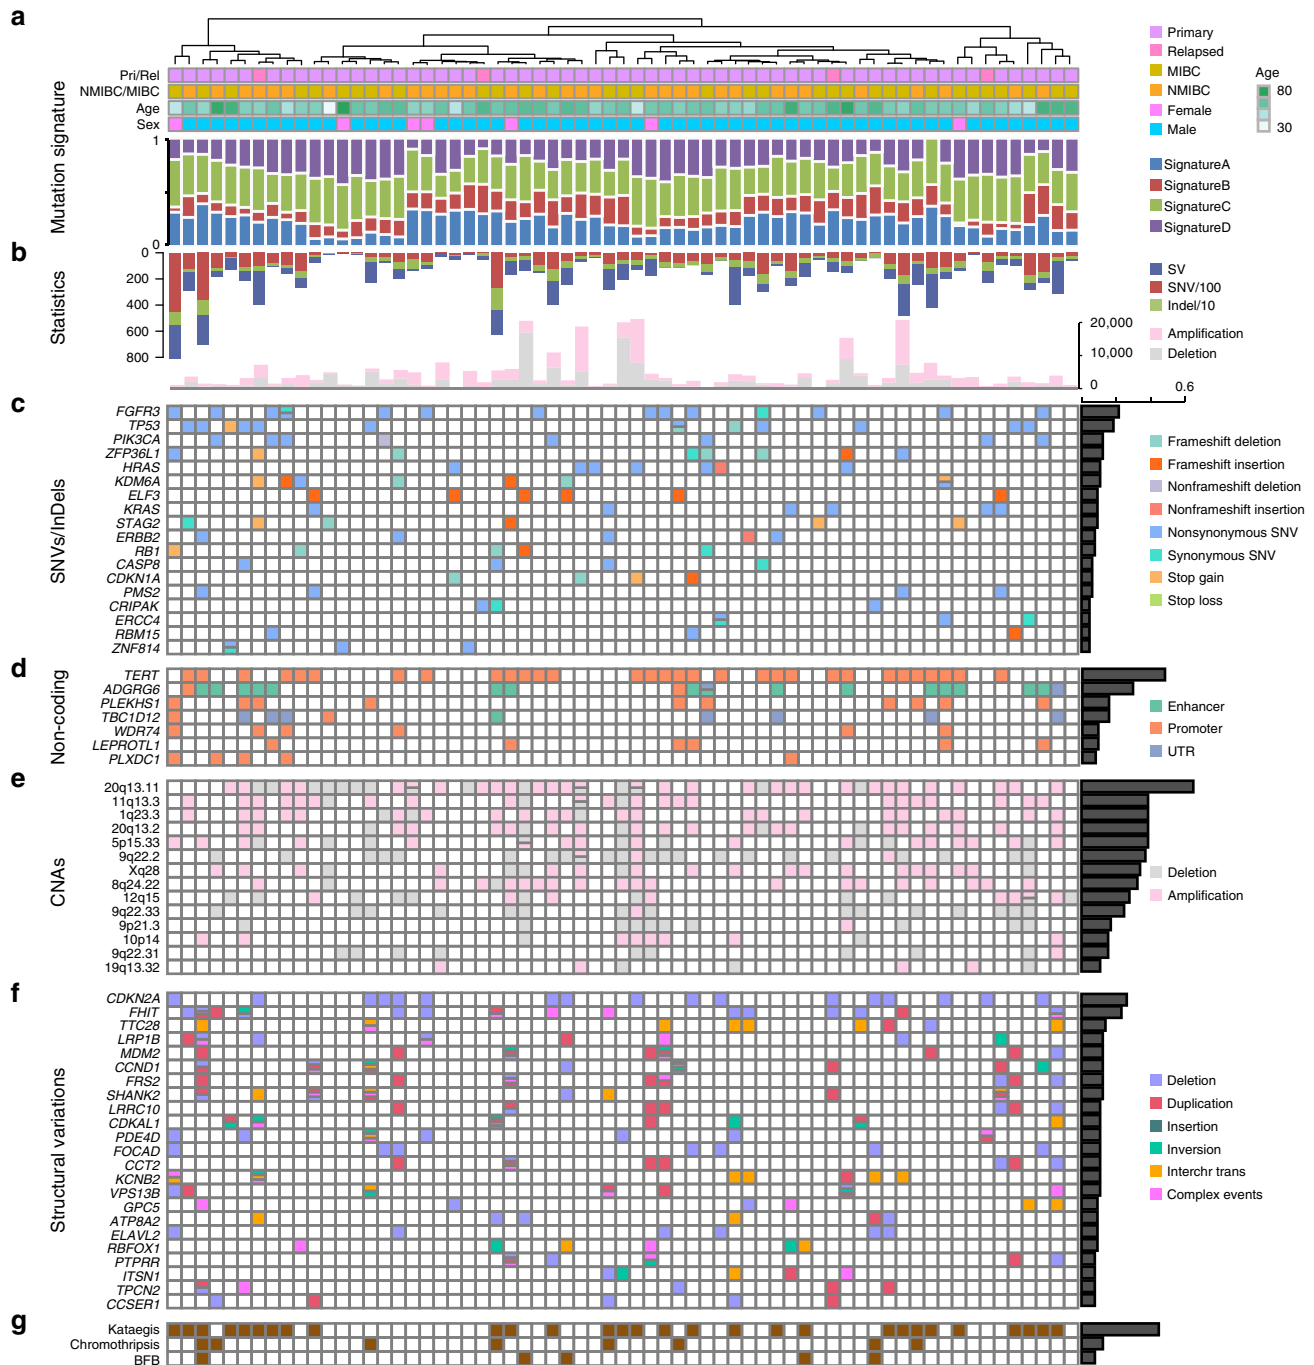 a
Pri/Rel
NMIBC/MIBC
Age
Sex
Mutation signature
1
0
Primary
Relapsed
MIBC
NMIBC
Female
Male
Age
80
30
SignatureA
SignatureB
SignatureC
SignatureD
b
Statistics
0
200
400
600
800
20,000
10,000
0
SV
SNV/100
Indel/10
Amplification
Deletion
0.6
c
SNVs/InDels
FGFR3
TP53
PIK3CA
ZFP36L1
HRAS
KDM6A
ELF3
KRAS
STAG2
ERBB2
RB1
CASP8
CDKN1A
PMS2
CRIPAK
ERCC4
RBM15
ZNF814
Frameshift deletion
Frameshift insertion
Nonframeshift deletion
Nonframeshift insertion
Nonsynonymous SNV
Synonymous SNV
Stop gain
Stop loss
d
Non-coding
TERT
ADGRG6
PLEKHS1
TBC1D12
WDR74
LEPROTL1
PLXDC1
Enhancer
Promoter
UTR
e
CNAs
20q13.11
11q13.3
1q23.3
20q13.2
5p15.33
9q22.2
Xq28
8q24.22
12q15
9q22.33
9p21.3
10p14
9q22.31
19q13.32
Deletion
Amplification
f
Structural variations
CDKN2A
FHIT
TTC28
LRP1B
MDM2
CCND1
FRS2
SHANK2
LRRC10
CDKAL1
PDE4D
FOCAD
CCT2
KCNB2
VPS13B
GPC5
ATP8A2
ELAVL2
RBFOX1
PTPRR
ITSN1
TPCN2
CCSER1
Deletion
Duplication
Insertion
Inversion
Interchr trans
Complex events
g
Kataegis
Chromothripsis
BFB